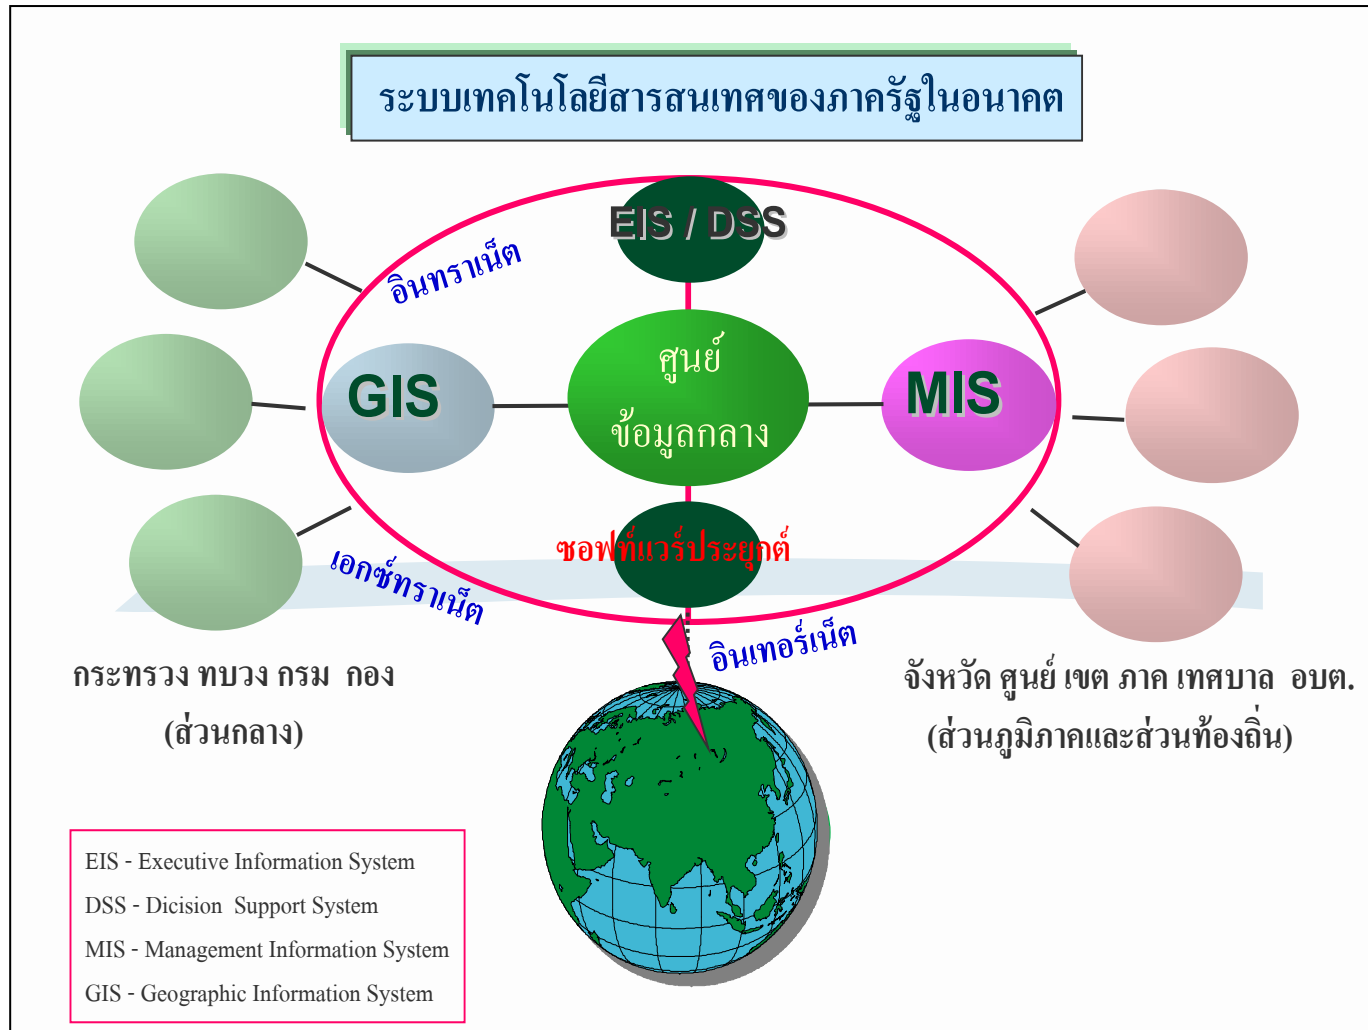 ระบบเทคโนโลยีสารสนเทศของภาครัฐในอนาคต
EIS / DSS
อินทราเน็ต
ศูนย์
ข้อมูลกลาง
GIS
MIS
ซอฟท์แวร์ประยุกต์
เอกซ์ทราเน็ต
อินเทอร์เน็ต
กระทรวง ทบวง กรม กอง
(ส่วนกลาง)
จังหวัด ศูนย์ เขต ภาค เทศบาล อบต.
(ส่วนภูมิภาคและส่วนท้องถิ่น)
EIS - Executive Information System
DSS - Dicision Support System
MIS - Management Information System
GIS - Geographic Information System